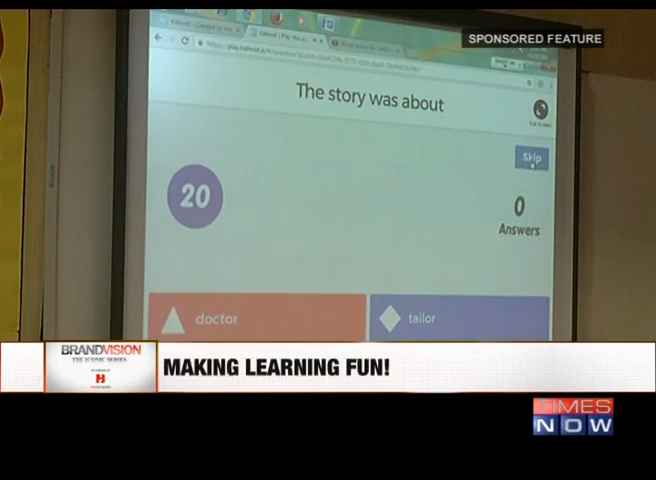 SPONSORED FEATURE
The story was about
Skip
20
0
Answers
doctor
tailor
BRANDVISION
THE ICONIC SERIES
MAKING LEARNING FUN!
TIMES
NOW